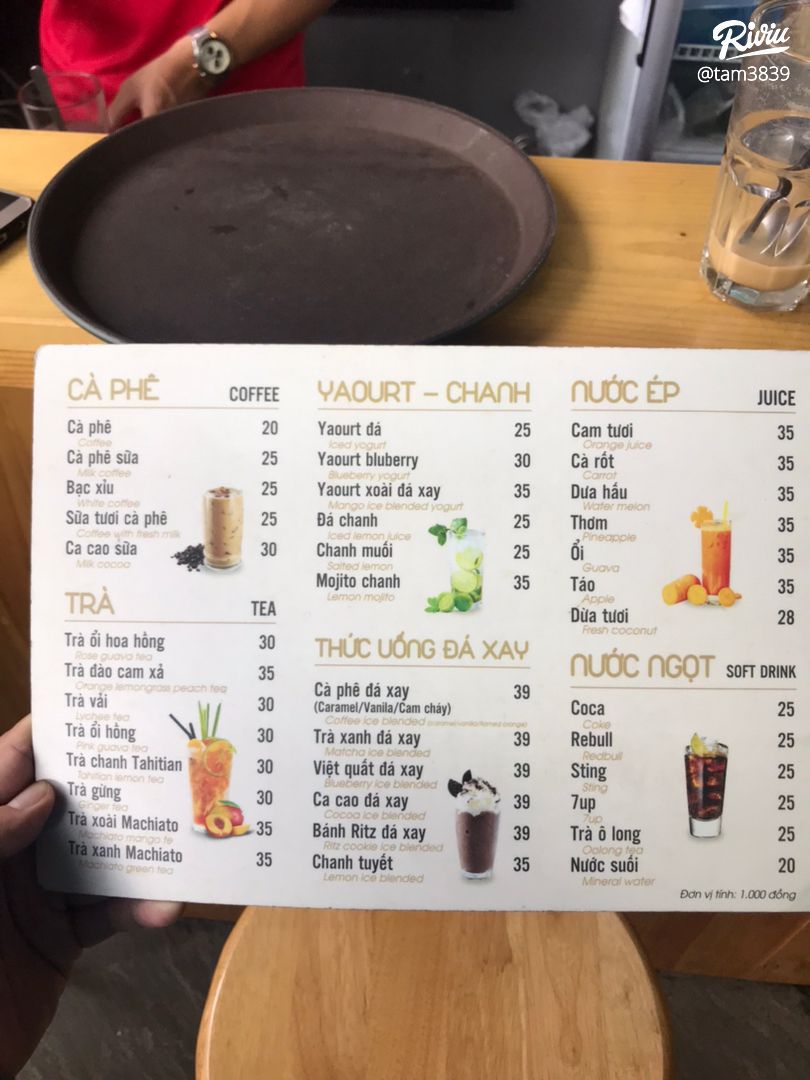 Riviu
@tam3839
CÀ PHÊ COFFEE
Cà phê 20
Coffee
Cà phê sữa 25
Milk coffee
Bạc xỉu 25
White coffee
Sữa tươi cà phê 25
Coffee with fresh milk
Ca cao sữa 30
Milk cocoa
TRÀ TEA
Trà ổi hoa hồng 30
Rose guava tea
Trà đào cam xả 35
Orange lemongrass peach tea
Trà vải 30
Lychee tea
Trà ổi hồng 30
Pink guava tea
Trà chanh Tahitian 30
Tahitian lemon tea
Trà gừng 30
Ginger tea
Trà xoài Machiato 35
Machiato mango te
Trà xanh Machiato 35
Machiato green tea
YAOURT – CHANH
Yaourt đá 25
Iced yogurt
Yaourt bluberry 30
Blueberry yogurt
Yaourt xoài đá xay 35
Mango ice blended yogurt
Đá chanh 25
Iced lemon juice
Chanh muối 25
Salted lemon
Mojito chanh 35
Lemon mojito
THỨC UỐNG ĐÁ XAY
Cà phê đá xay 39
(Caramel/Vanila/Cam cháy)
Coffee ice blended (caramel/vanila/flamed orange)
Trà xanh đá xay 39
Matcha ice blended
Việt quất đá xay 39
Blueberry ice blended
Ca cao đá xay 39
Cocoa ice blended
Bánh Ritz đá xay 39
Ritz cookie ice blended
Chanh tuyết 35
Lemon ice blended
NƯỚC ÉP JUICE
Cam tươi 35
Orange juice
Cà rốt 35
Carrot
Dưa hấu 35
Water melon
Thơm 35
Pineapple
Ổi 35
Guava
Táo 35
Apple
Dừa tươi 28
Fresh coconut
NƯỚC NGỌT SOFT DRINK
Coca 25
Coke
Rebull 25
Redbull
Sting 25
Sting
7up 25
7up
Trà ô long 25
Oolong tea
Nước suối 20
Mineral water
Đơn vị tính: 1.000 đồng